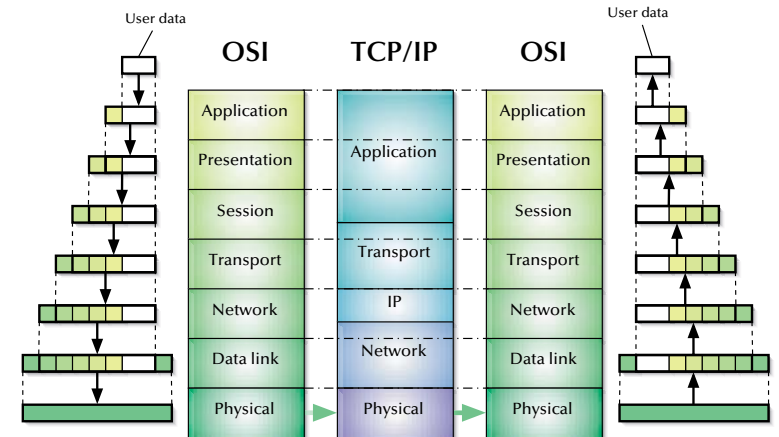 User data
User data
OSI
TCP/IP
OSI
Application
Presentation
Session
Transport
Network
Data link
Physical
Application
Transport
IP
Network
Physical
Application
Presentation
Session
Transport
Network
Data link
Physical